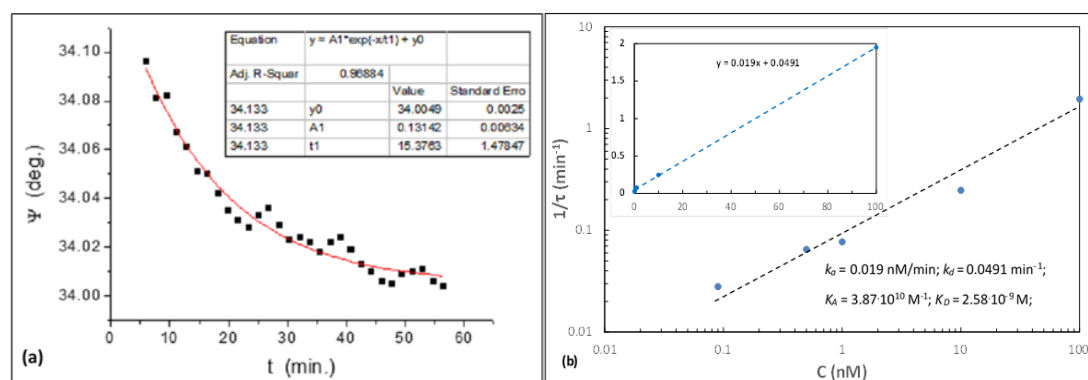 Equation y = A1*exp(-x/t1) + y0
Adj. R-Squar 0.96884
Value Standard Erro
34.133 y0 34.0049 0.0025
34.133 A1 0.13142 0.00634
34.133 t1 15.3763 1.47847
34.10
34.08
34.06
34.04
34.02
34.00
Ψ (deg.)
0 10 20 30 40 50 60
t (min.)
(a)
10
1
0.1
0.01
1/τ (min⁻¹)
2
1.5
1
0.5
0
0 20 40 60 80 100
y = 0.019x + 0.0491
kₐ = 0.019 nM/min; k_d = 0.0491 min⁻¹;
K_A = 3.87·10¹⁰ M⁻¹; K_D = 2.58·10⁻⁹ M;
0.01 0.1 1 10 100
C (nM)
(b)